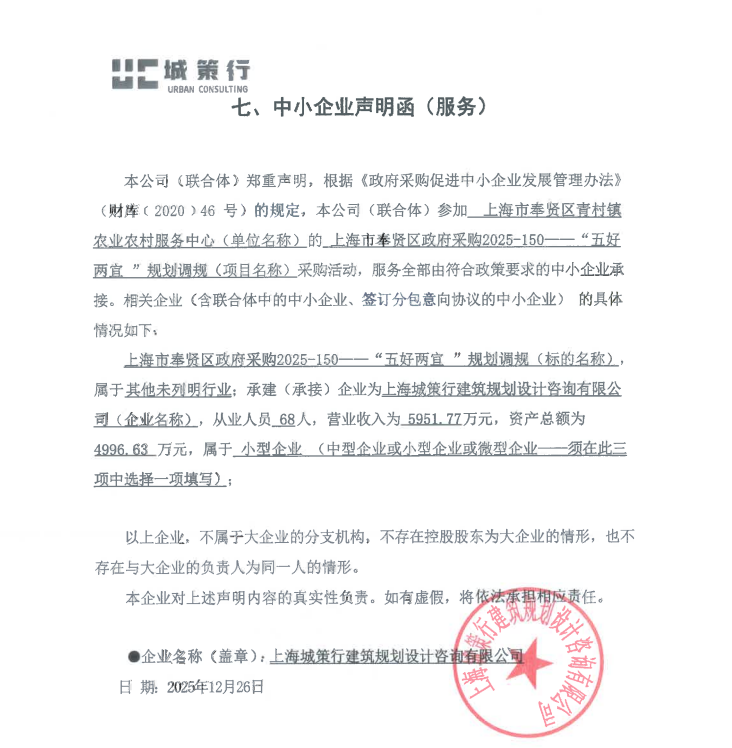 UC 城策行
URBAN CONSULTING
七、中小企业声明函（服务）
本公司（联合体）郑重声明，根据《政府采购促进中小企业发展管理办法》
（财库﹝2020﹞46 号）的规定，本公司（联合体）参加 上海市奉贤区青村镇
农业农村服务中心（单位名称）的 上海市奉贤区政府采购2025-150——“五好
两宜 ”规划调规（项目名称）采购活动，服务全部由符合政策要求的中小企业承
接。相关企业（含联合体中的中小企业、签订分包意向协议的中小企业） 的具体
情况如下：
上海市奉贤区政府采购2025-150——“五好两宜 ”规划调规（标的名称），
属于其他未列明行业；承建（承接）企业为上海城策行建筑规划设计咨询有限公
司（企业名称），从业人员 68人，营业收入为 5951.77万元，资产总额为
4996.63 万元，属于 小型企业 （中型企业或小型企业或微型企业——须在此三
项中选择一项填写）；
以上企业，不属于大企业的分支机构，不存在控股股东为大企业的情形，也不
存在与大企业的负责人为同一人的情形。
本企业对上述声明内容的真实性负责。如有虚假，将依法承担相应责任。
●企业名称（盖章）：上海城策行建筑规划设计咨询有限公司
日 期：2025年12月26日
上海城策行建筑规划设计咨询有限公司